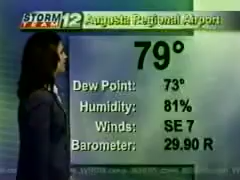 STORM TEAM 12 Augusta Regional Airport
79°
Dew Point: 73°
Humidity: 81%
Winds: SE 7
Barometer: 29.90 R